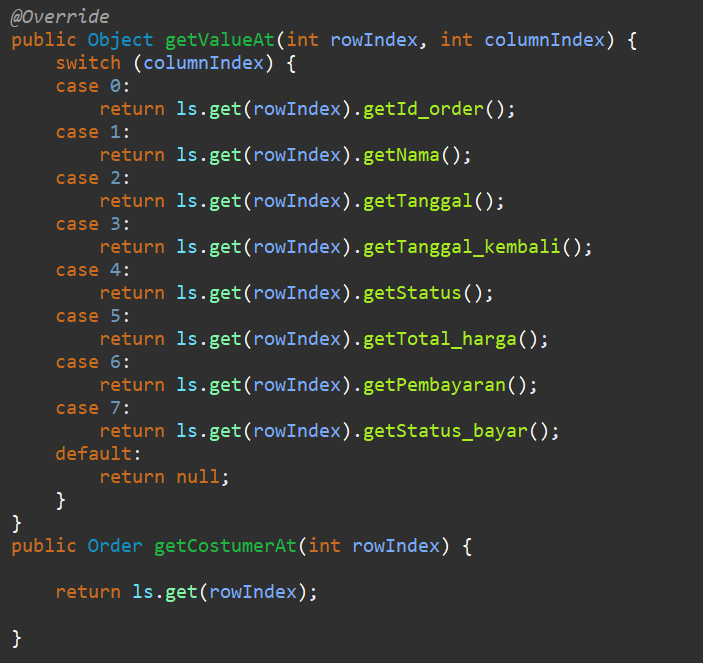 @Override
public Object getValueAt(int rowIndex, int columnIndex) {
    switch (columnIndex) {
    case 0:
        return ls.get(rowIndex).getId_order();
    case 1:
        return ls.get(rowIndex).getNama();
    case 2:
        return ls.get(rowIndex).getTanggal();
    case 3:
        return ls.get(rowIndex).getTanggal_kembali();
    case 4:
        return ls.get(rowIndex).getStatus();
    case 5:
        return ls.get(rowIndex).getTotal_harga();
    case 6:
        return ls.get(rowIndex).getPembayaran();
    case 7:
        return ls.get(rowIndex).getStatus_bayar();
    default:
        return null;
    }
}
public Order getCostumerAt(int rowIndex) {
    return ls.get(rowIndex);
}